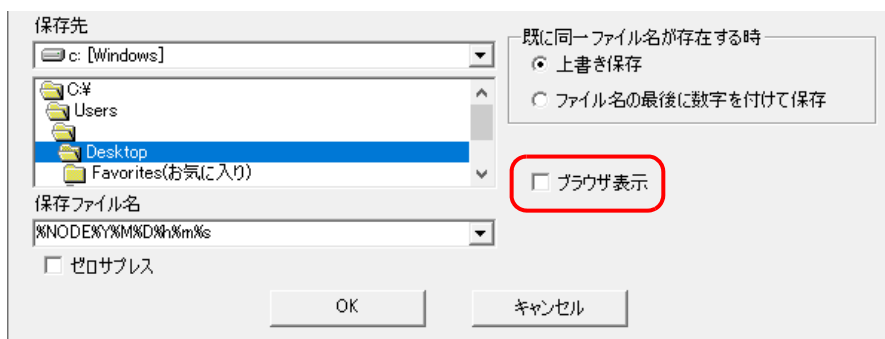 保存先
c: [Windows]
C:¥
Users
Desktop
Favorites(お気に入り)
保存ファイル名
%NODE%Y%M%D%h%m%s
ゼロサプレス
既に同一ファイル名が存在する時
上書き保存
ファイル名の最後に数字を付けて保存
ブラウザ表示
OK
キャンセル